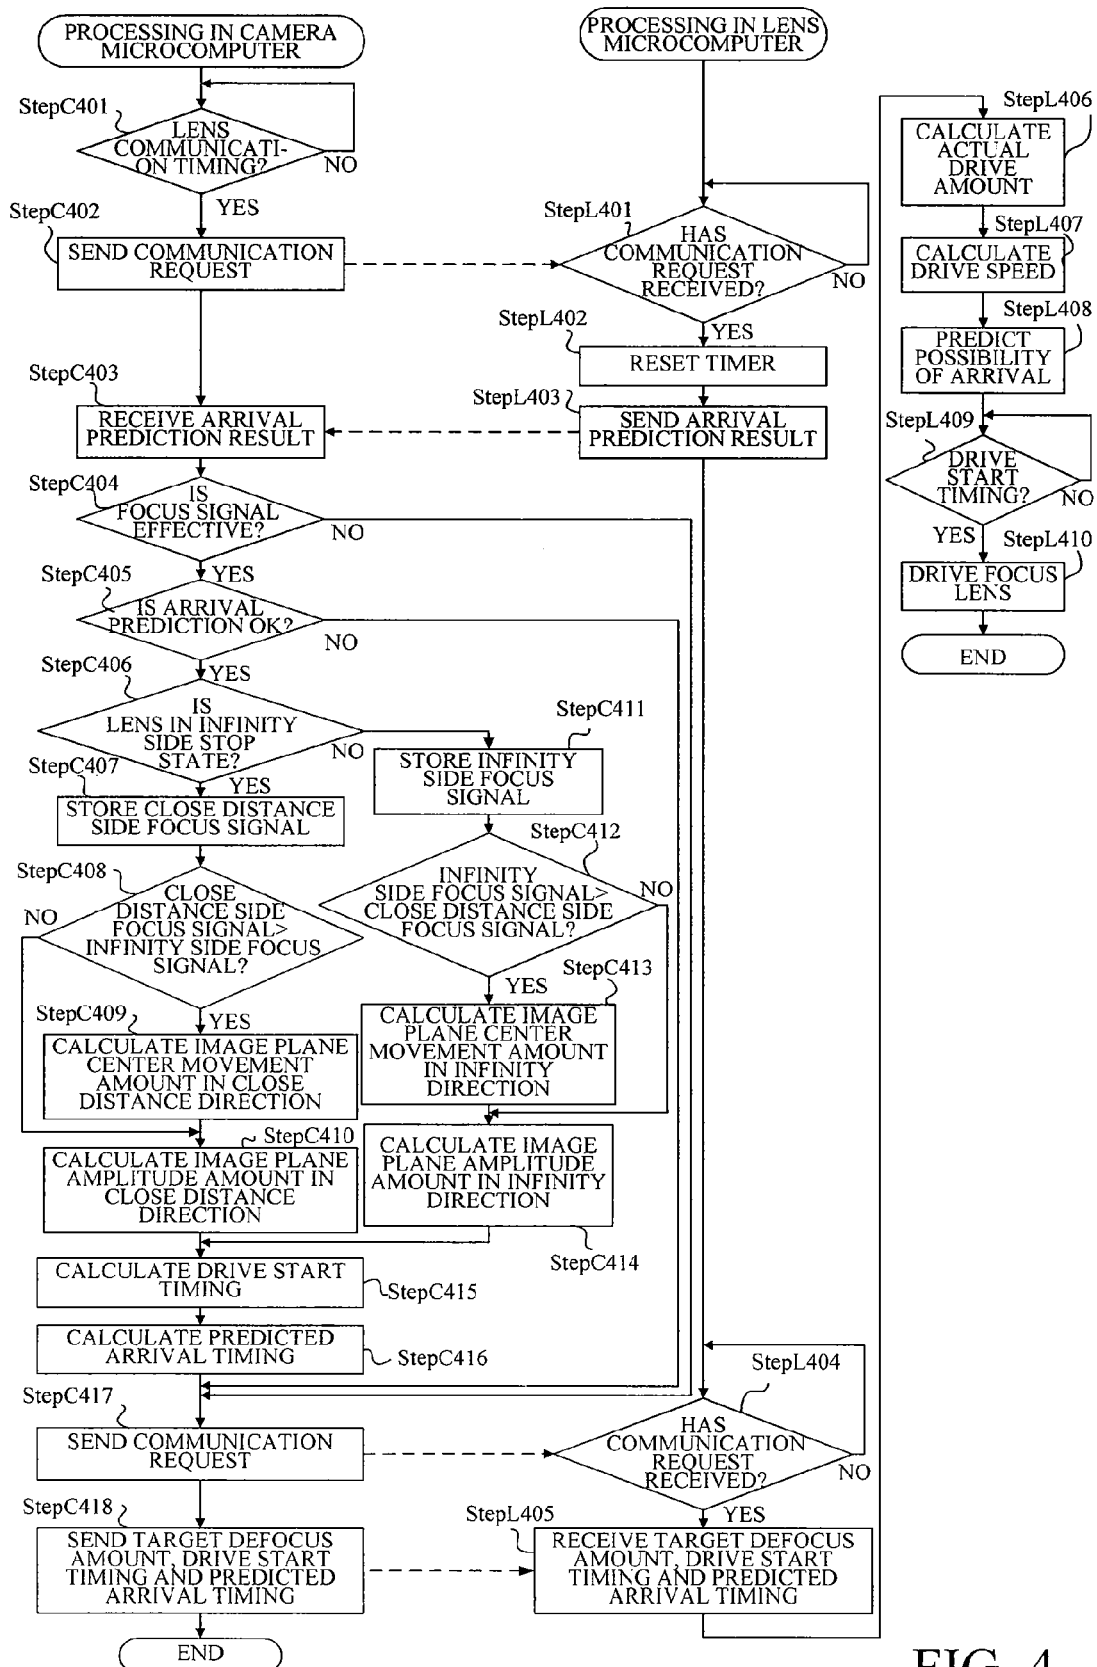 PROCESSING IN CAMERA
MICROCOMPUTER
StepC401
LENS
COMMUNICATI-
ON TIMING?
NO
YES
StepC402
SEND COMMUNICATION
REQUEST
StepC403
RECEIVE ARRIVAL
PREDICTION RESULT
StepC404
IS
FOCUS SIGNAL
EFFECTIVE?
NO
YES
StepC405
IS ARRIVAL
PREDICTION OK?
NO
YES
StepC406
IS
LENS IN INFINITY
SIDE STOP
STATE?
NO
YES
StepC407
STORE CLOSE DISTANCE
SIDE FOCUS SIGNAL
StepC408
CLOSE
DISTANCE SIDE
FOCUS SIGNAL>
INFINITY SIDE FOCUS
SIGNAL?
NO
YES
StepC409
CALCULATE IMAGE PLANE
CENTER MOVEMENT
AMOUNT IN CLOSE
DISTANCE DIRECTION
StepC410
CALCULATE IMAGE PLANE
AMPLITUDE AMOUNT IN
CLOSE DISTANCE
DIRECTION
StepC411
STORE INFINITY
SIDE FOCUS
SIGNAL
StepC412
INFINITY
SIDE FOCUS SIGNAL>
CLOSE DISTANCE SIDE
FOCUS SIGNAL?
NO
YES
StepC413
CALCULATE IMAGE
PLANE CENTER
MOVEMENT AMOUNT
IN INFINITY
DIRECTION
CALCULATE IMAGE
PLANE AMPLITUDE
AMOUNT IN INFINITY
DIRECTION
StepC414
CALCULATE DRIVE START
TIMING
StepC415
CALCULATE PREDICTED
ARRIVAL TIMING
StepC416
StepC417
SEND COMMUNICATION
REQUEST
StepC418
SEND TARGET DEFOCUS
AMOUNT, DRIVE START
TIMING AND PREDICTED
ARRIVAL TIMING
END
PROCESSING IN LENS
MICROCOMPUTER
StepL401
HAS
COMMUNICATION
REQUEST
RECEIVED?
NO
YES
StepL402
RESET TIMER
StepL403
SEND ARRIVAL
PREDICTION RESULT
StepL404
HAS
COMMUNICATION
REQUEST
RECEIVED?
NO
YES
StepL405
RECEIVE TARGET DEFOCUS
AMOUNT, DRIVE START
TIMING AND PREDICTED
ARRIVAL TIMING
StepL406
CALCULATE
ACTUAL
DRIVE
AMOUNT
StepL407
CALCULATE
DRIVE SPEED
StepL408
PREDICT
POSSIBILITY
OF ARRIVAL
StepL409
DRIVE
START
TIMING?
NO
YES
StepL410
DRIVE FOCUS
LENS
END
FIG. 4